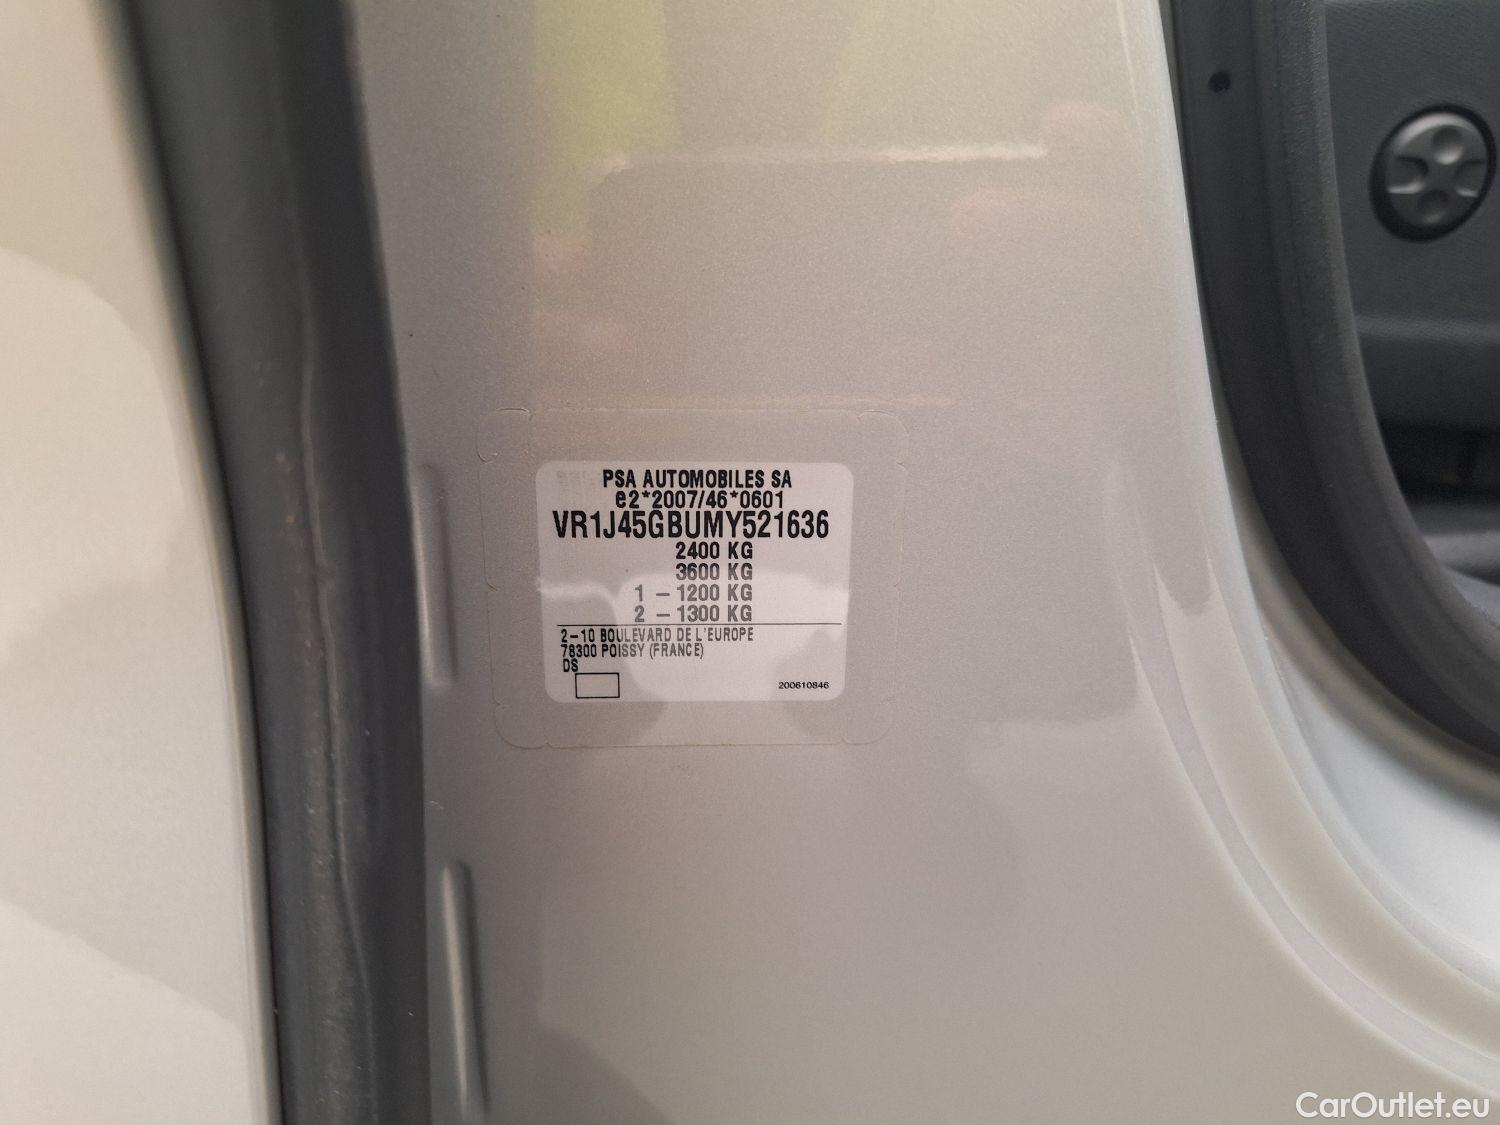 PSA AUTOMOBILES SA
e2*2007/46*0601
VR1J45GBUMY521636
2400 KG
3600 KG
1 – 1200 KG
2 – 1300 KG
2–10 BOULEVARD DE L'EUROPE
78300 POISSY (FRANCE)
DS
200610846
CarOutlet.eu